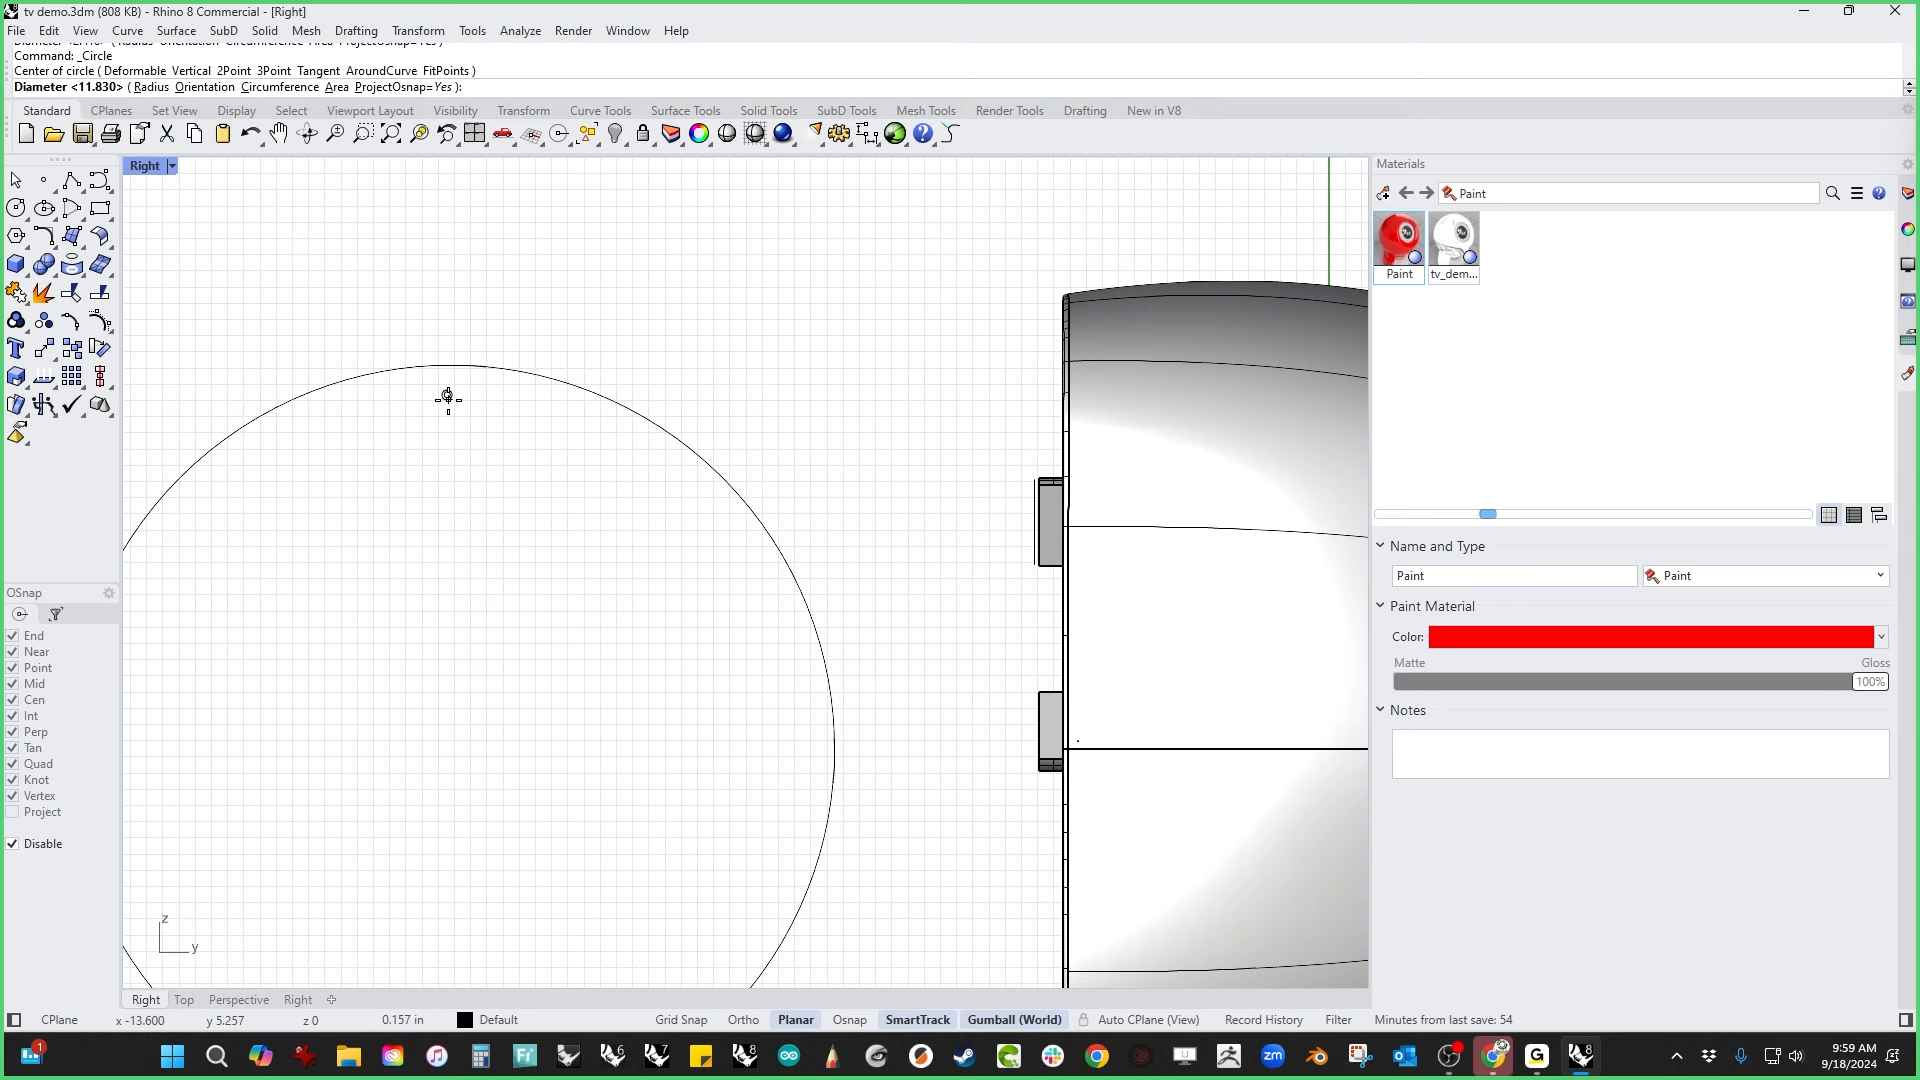 tv demo.3dm (808 KB) - Rhino 8 Commercial - [Right]
File Edit View Curve Surface SubD Solid Mesh Drafting Transform Tools Analyze Render Window Help
Command: _Circle
Center of circle ( Deformable Vertical 2Point 3Point Tangent AroundCurve FitPoints )
Diameter <11.830> ( Radius Orientation Circumference Area ProjectOsnap=Yes ):
Standard CPlanes Set View Display Select Viewport Layout Visibility Transform Curve Tools Surface Tools Solid Tools SubD Tools Mesh Tools Render Tools Drafting New in V8
Right
Materials
Paint
Paint tv_dem...
Name and Type
Paint Paint
Paint Material
Color:
Matte Gloss
100%
Notes
OSnap
End
Near
Point
Mid
Cen
Int
Perp
Tan
Quad
Knot
Vertex
Project
Disable
z
y
Right Top Perspective Right
CPlane x -13.600 y 5.257 z 0 0.157 in Default Grid Snap Ortho Planar Osnap SmartTrack Gumball (World) Auto CPlane (View) Record History Filter Minutes from last save: 54
9:59 AM
9/18/2024